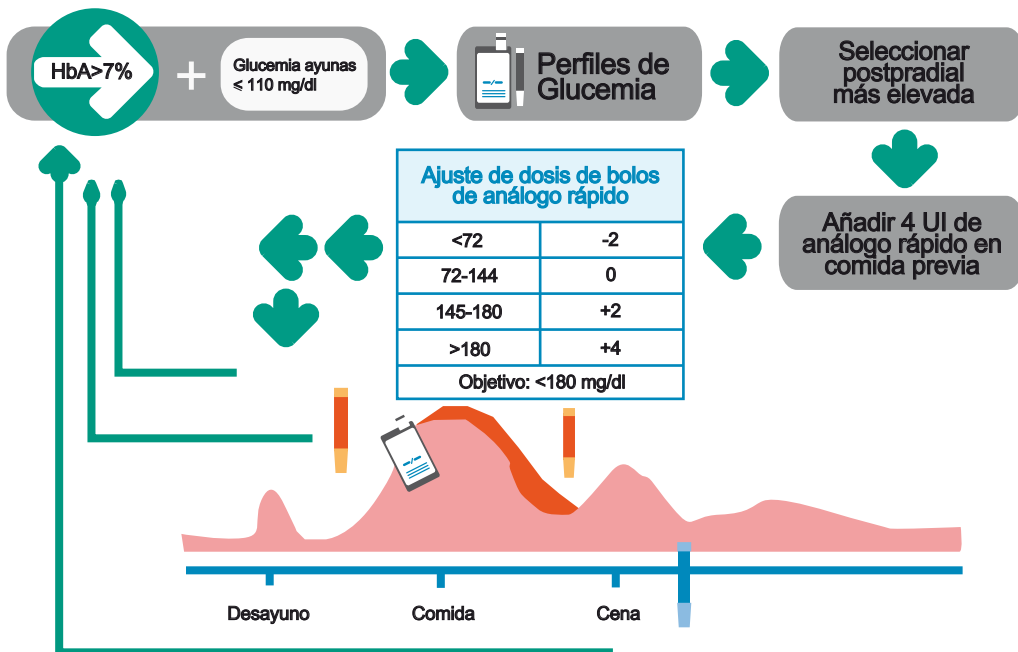 HbA>7%
+
Glucemia ayunas
≤ 110 mg/dl
Perfiles de
Glucemia
Seleccionar
postpradial
más elevada
Añadir 4 UI de
análogo rápido en
comida previa
Ajuste de dosis de bolos
de análogo rápido
<72 -2
72-144 0
145-180 +2
>180 +4
Objetivo: <180 mg/dl
Desayuno
Comida
Cena